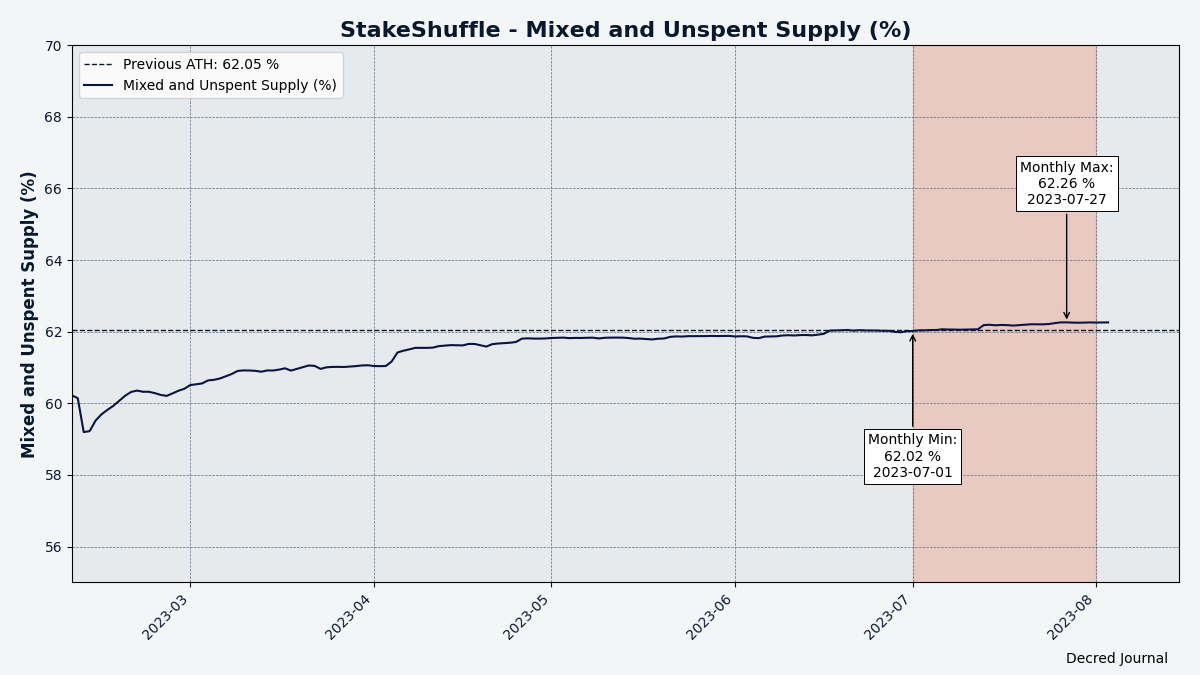 StakeShuffle - Mixed and Unspent Supply (%)
Previous ATH: 62.05 %
Mixed and Unspent Supply (%)
Mixed and Unspent Supply (%)
70
68
66
64
62
60
58
56
Monthly Max:
62.26 %
2023-07-27
Monthly Min:
62.02 %
2023-07-01
2023-03
2023-04
2023-05
2023-06
2023-07
2023-08
Decred Journal